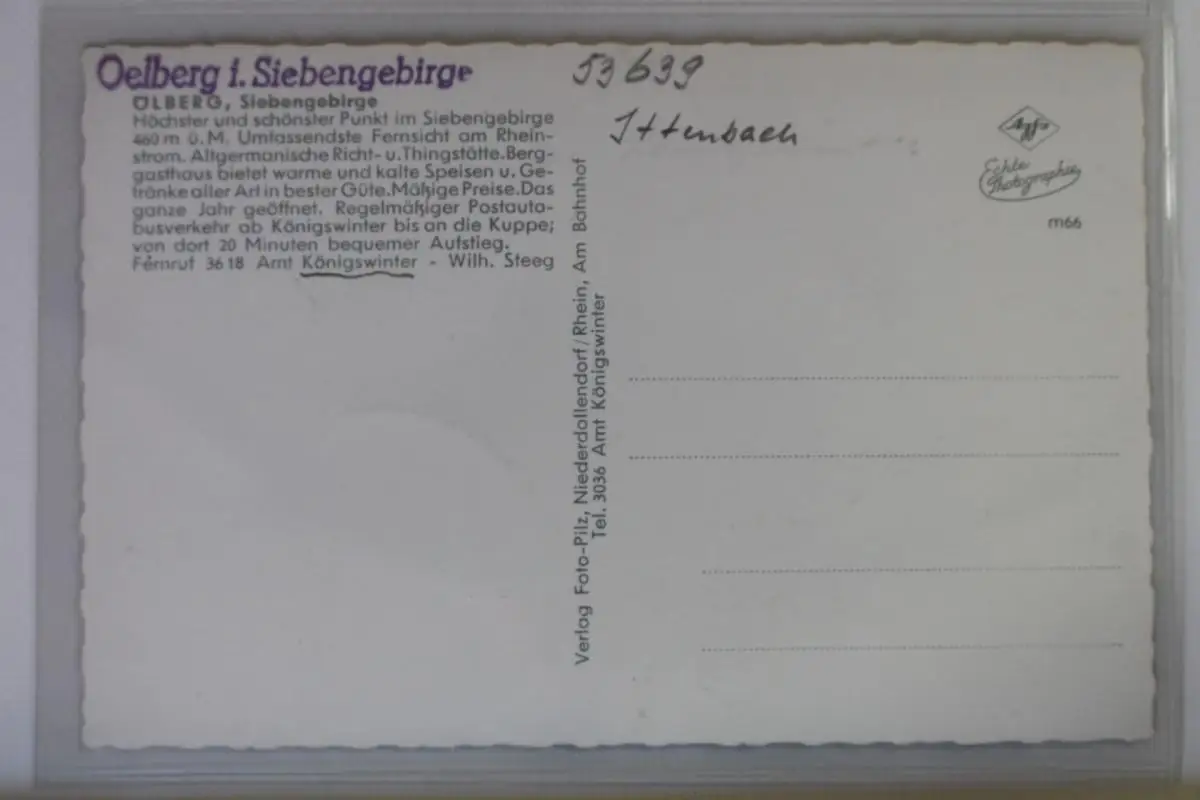 Oelberg i. Siebengebirge
ÖLBERG, Siebengebirge
Höchster und schönster Punkt im Siebengebirge
460 m ü. M. Umfassendste Fernsicht am Rhein-
strom. Altgermanische Richt- u. Thingstätte. Berg-
gasthaus bietet warme und kalte Speisen u. Ge-
tränke aller Art in bester Güte. Mäßige Preise. Das
ganze Jahr geöffnet. Regelmäßiger Postauto-
busverkehr ab Königswinter bis an die Kuppe;
von dort 20 Minuten bequemer Aufstieg.
Fernruf 3618 Amt Königswinter - Wilh. Steeg
Verlag Foto-Pilz, Niederdollendorf/Rhein, Am Bahnhof
Tel. 3036 Amt Königswinter
53639
Ittenbach
Agfa
Echte
Photographie
m66